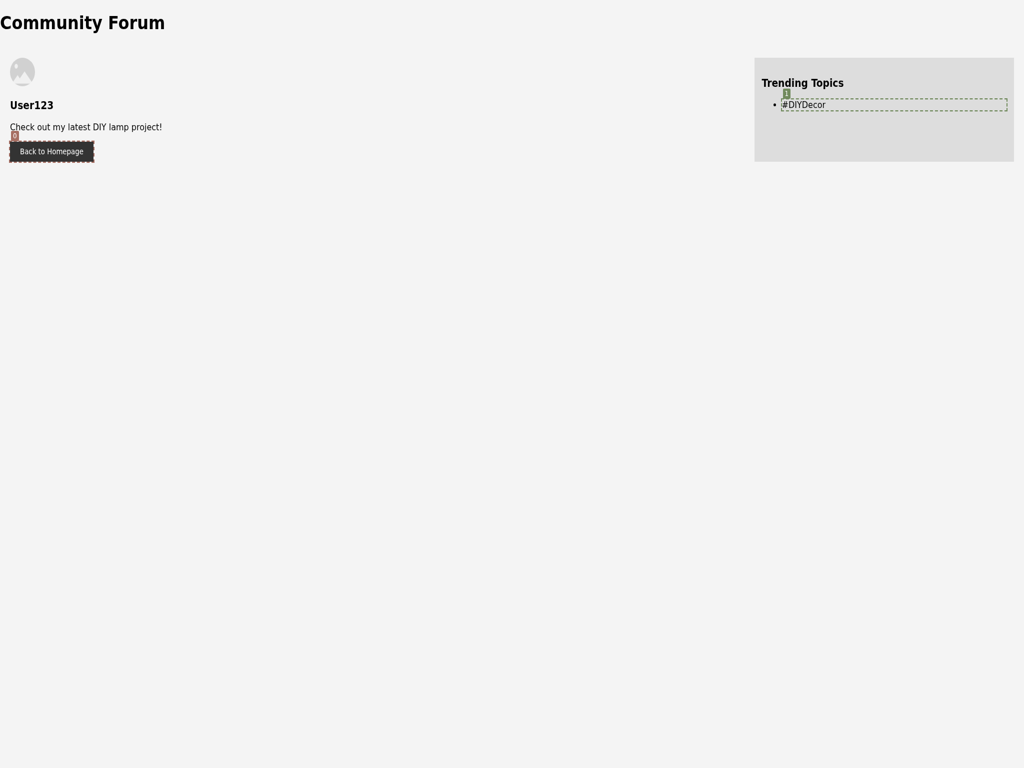 Community Forum
User123
Check out my latest DIY lamp project!
0
Back to Homepage
Trending Topics
1
#DIYDecor